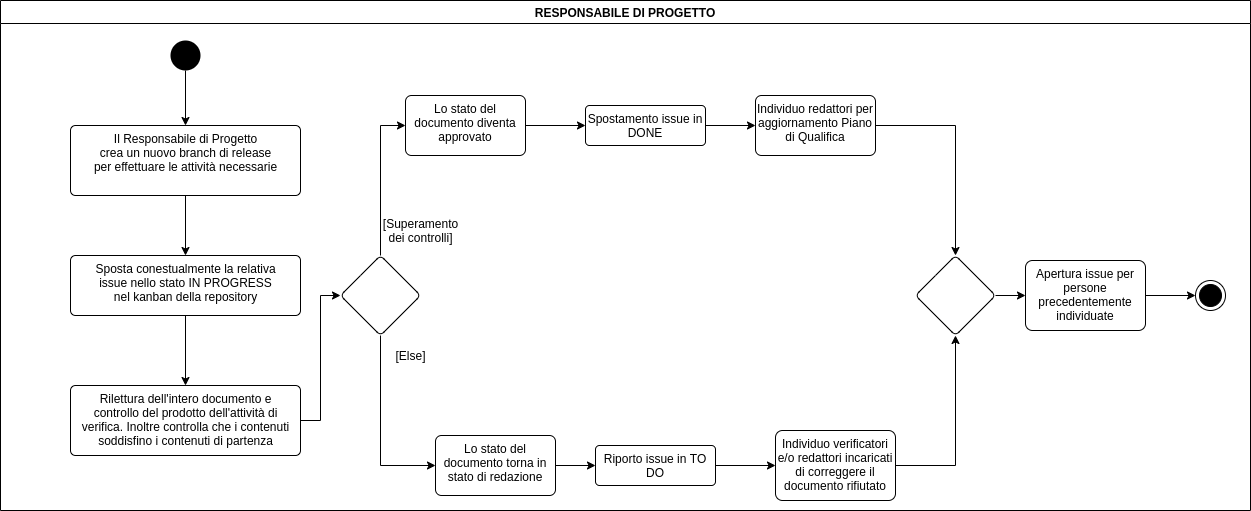 RESPONSABILE DI PROGETTO
Il Responsabile di Progetto
crea un nuovo branch di release
per effettuare le attività necessarie
Sposta conestualmente la relativa
issue nello stato IN PROGRESS
nel kanban della repository
Rilettura dell'intero documento e
controllo del prodotto dell'attività di
verifica. Inoltre controlla che i contenuti
soddisfino i contenuti di partenza
[Superamento
dei controlli]
Lo stato del
documento diventa
approvato
Spostamento issue in
DONE
Individuo redattori per
aggiornamento Piano
di Qualifica
[Else]
Lo stato del
documento torna in
stato di redazione
Riporto issue in TO
DO
Individuo verificatori
e/o redattori incaricati
di correggere il
documento rifiutato
Apertura issue per
persone
precedentemente
individuate